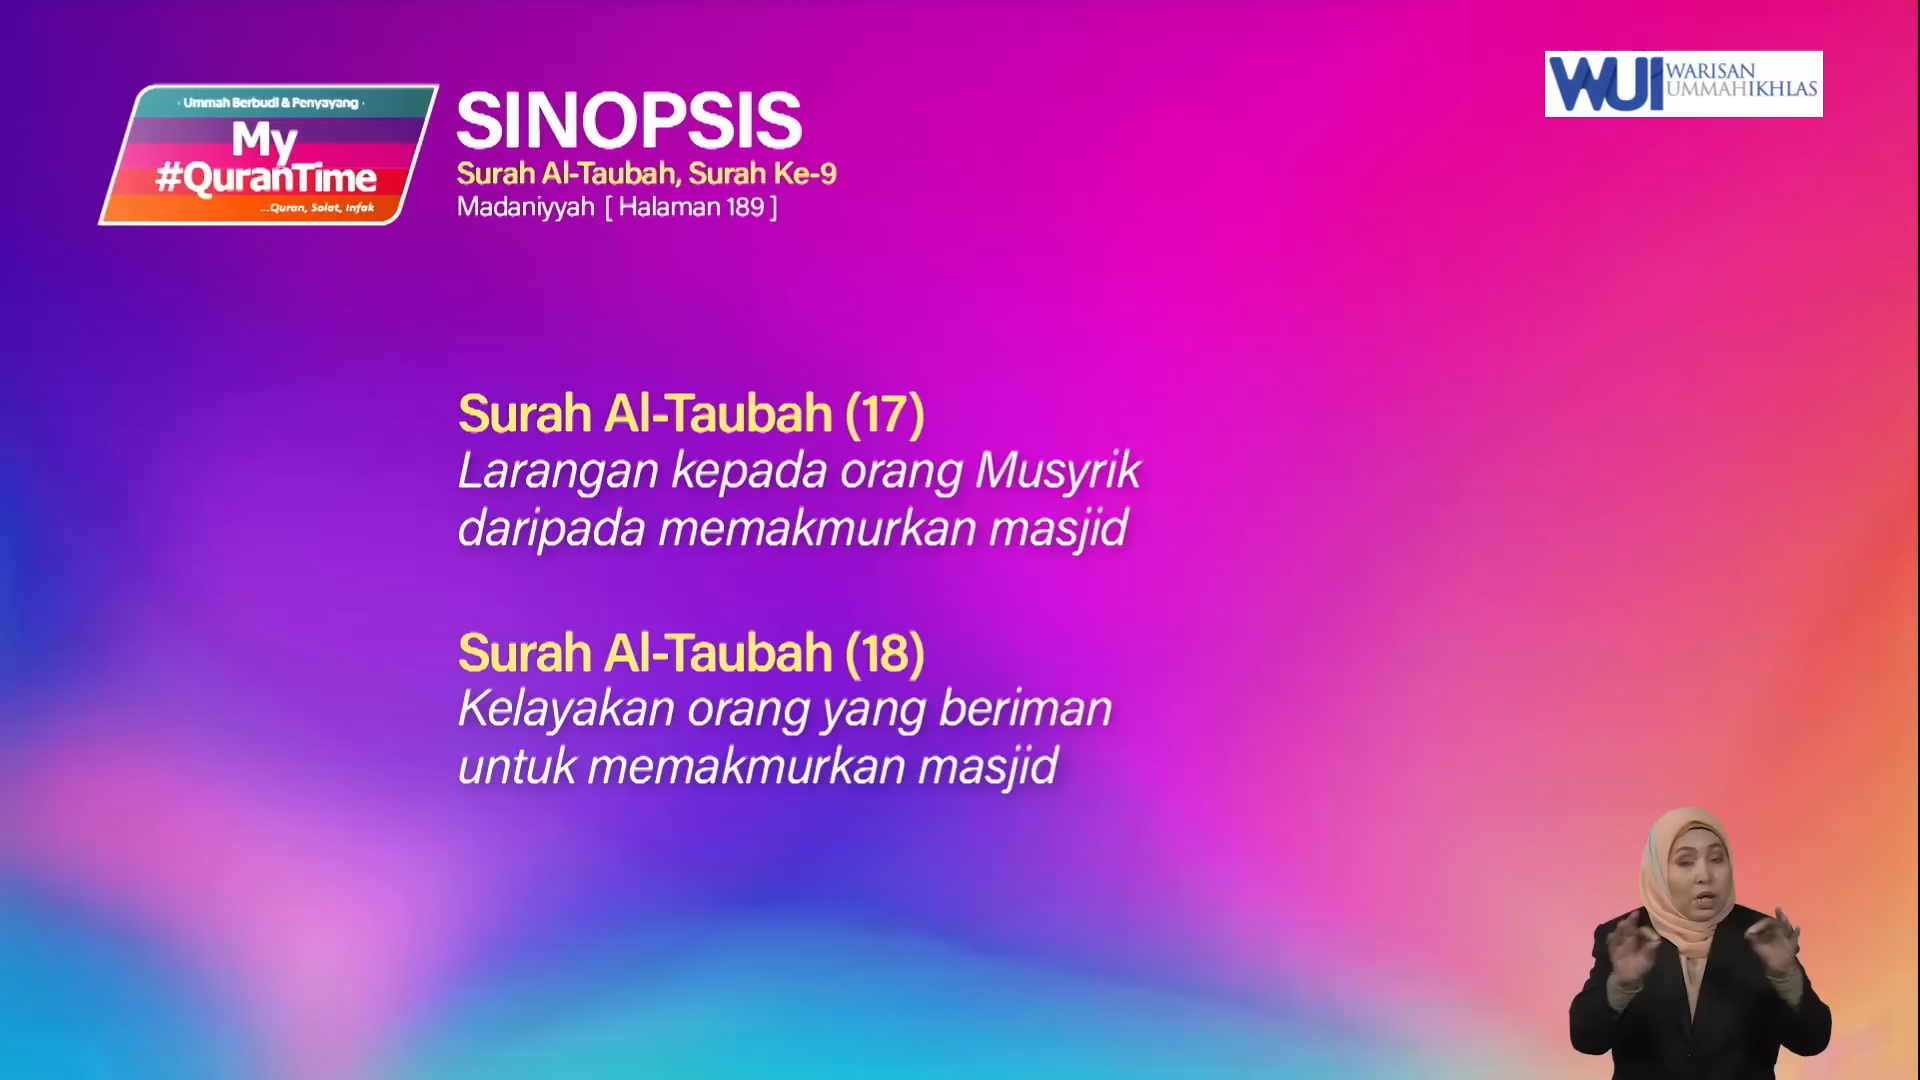 · Ummah Berbudi & Penyayang ·
My
#QuranTime
...Quran, Solat, Infak
SINOPSIS
Surah Al-Taubah, Surah Ke-9
Madaniyyah [ Halaman 189 ]
WUI WARISAN
UMMAHIKHLAS
Surah Al-Taubah (17)
Larangan kepada orang Musyrik
daripada memakmurkan masjid
Surah Al-Taubah (18)
Kelayakan orang yang beriman
untuk memakmurkan masjid